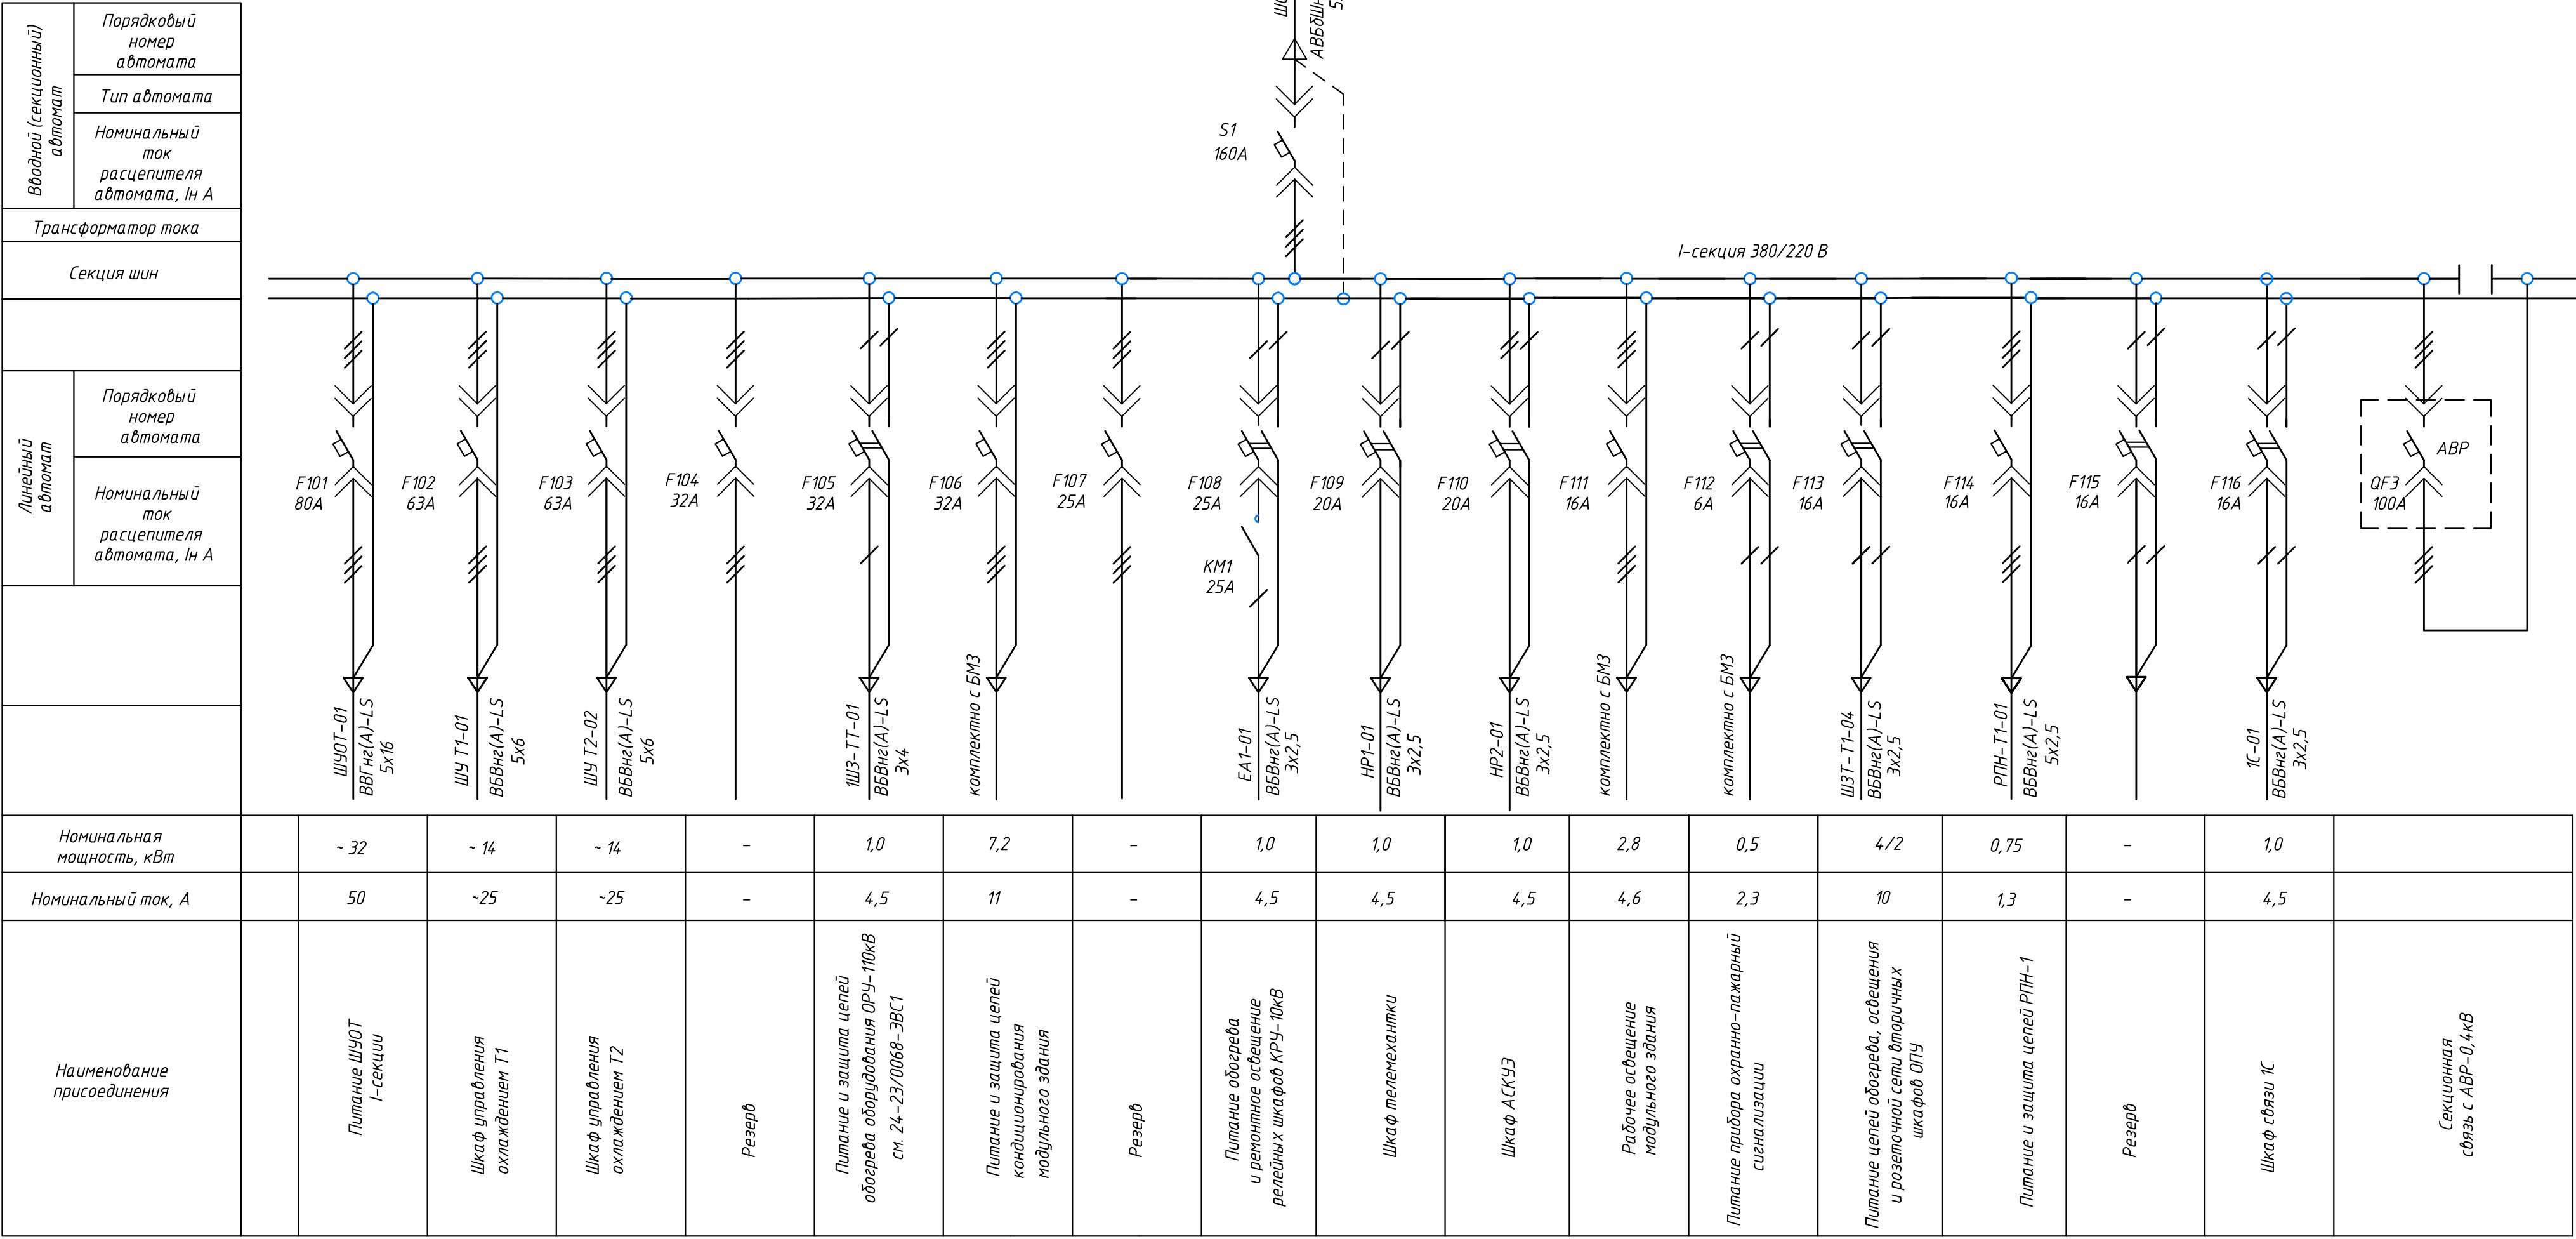 Вводной (секционный)
автомат
Порядковый
номер
автомата
Тип автомата
Номинальный
ток
расцепителя
автомата, Iн А
Трансформатор тока
Секция шин
Линейный
автомат
Порядковый
номер
автомата
Номинальный
ток
расцепителя
автомата, Iн А
S1
160А
I-секция 380/220 В
F101
80А
F102
63А
F103
63А
F104
32А
F105
32А
F106
32А
F107
25А
F108
25А
КМ1
25А
F109
20А
F110
20А
F111
16А
F112
6А
F113
16А
F114
16А
F115
16А
F116
16А
QF3
100А
АВР
ШУОТ-01
ВВГнг(А)-LS
5х16
ШУ Т1-01
ВБВнг(А)-LS
5х6
ШУ Т2-02
ВБВнг(А)-LS
5х6
1ШЗ-ТТ-01
ВБВнг(А)-LS
3х4
комплектно с БМЗ
ЕА1-01
ВБВнг(А)-LS
3х2,5
НР1-01
ВБВнг(А)-LS
3х2,5
НР2-01
ВБВнг(А)-LS
3х2,5
комплектно с БМЗ
комплектно с БМЗ
ШЗТ-Т1-04
ВБВнг(А)-LS
3х2,5
РПН-Т1-01
ВБВнг(А)-LS
5х2,5
1С-01
ВБВнг(А)-LS
3х2,5
Номинальная
мощность, кВт
~ 32
~ 14
~ 14
-
1,0
7,2
-
1,0
1,0
1,0
2,8
0,5
4/2
0,75
-
1,0
Номинальный ток, А
50
~25
~25
-
4,5
11
-
4,5
4,5
4,5
4,6
2,3
10
1,3
-
4,5
Наименование
присоединения
Питание ШУОТ
I-секции
Шкаф управления
охлаждением Т1
Шкаф управления
охлаждением Т2
Резерв
Питание и защита цепей
обогрева оборудования ОРУ-110кВ
см. 24-23/0068-ЭВС1
Питание и защита цепей
кондиционирования
модульного здания
Резерв
Питание обогрева
и ремонтное освещение
релейных шкафов КРУ-10кВ
Шкаф телемехантки
Шкаф АСКУЭ
Рабочее освещение
модульного здания
Питание прибора охранно-пажарный
сигнализации
Питание цепей обогрева, освещения
и розеточной сети вторичных
шкафов ОПУ
Питание и защита цепей РПН-1
Резерв
Шкаф связи 1С
Секционная
связь с АВР-0,4кВ